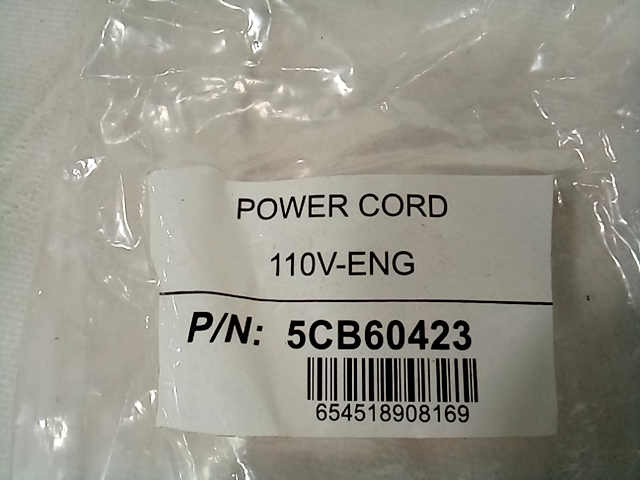 POWER CORD
110V-ENG
P/N: 5CB60423
654518908169